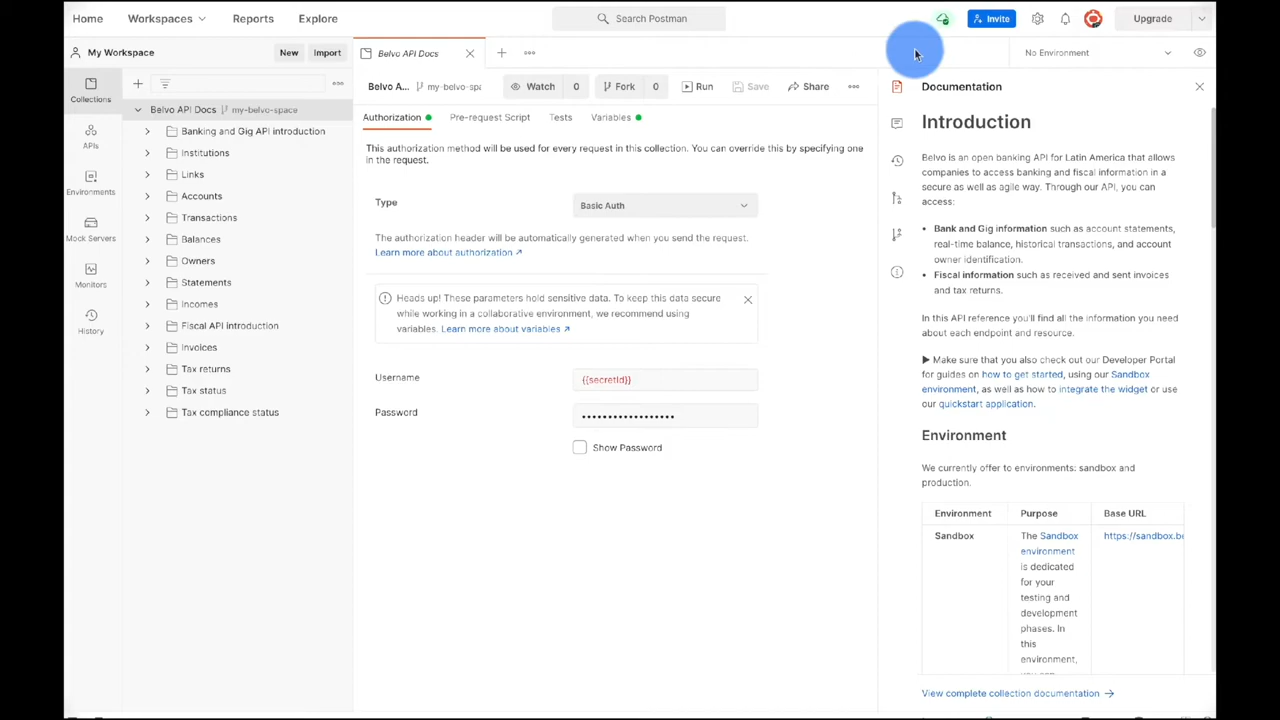 Home Workspaces Reports Explore Search Postman Invite Upgrade
My Workspace New Import Belvo API Docs No Environment
Collections
APIs
Environments
Mock Servers
Monitors
History
Belvo API Docs my-belvo-space
Banking and Gig API introduction
Institutions
Links
Accounts
Transactions
Balances
Owners
Statements
Incomes
Fiscal API introduction
Invoices
Tax returns
Tax status
Tax compliance status
Belvo A... my-belvo-spa Watch 0 Fork 0 Run Save Share
Authorization Pre-request Script Tests Variables
This authorization method will be used for every request in this collection. You can override this by specifying one
in the request.
Type Basic Auth
The authorization header will be automatically generated when you send the request.
Learn more about authorization ↗
Heads up! These parameters hold sensitive data. To keep this data secure
while working in a collaborative environment, we recommend using
variables. Learn more about variables ↗
Username {{secretId}}
Password ••••••••••••••••••
Show Password
Documentation
Introduction
Belvo is an open banking API for Latin America that allows
companies to access banking and fiscal information in a
secure as well as agile way. Through our API, you can
access:
• Bank and Gig information such as account statements,
real-time balance, historical transactions, and account
owner identification.
• Fiscal information such as received and sent invoices
and tax returns.
In this API reference you'll find all the information you need
about each endpoint and resource.
▶ Make sure that you also check out our Developer Portal
for guides on how to get started, using our Sandbox
environment, as well as how to integrate the widget or use
our quickstart application.
Environment
We currently offer to environments: sandbox and
production.
Environment Purpose Base URL
Sandbox The Sandbox https://sandbox.be
environment
is dedicated
for your
testing and
development
phases. In
this
environment,
View complete collection documentation →